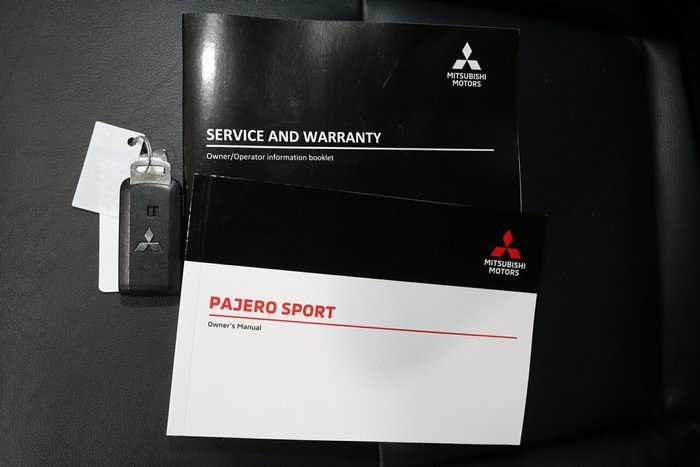 MITSUBISHI
MOTORS
SERVICE AND WARRANTY
Owner/Operator information booklet
MITSUBISHI
MOTORS
PAJERO SPORT
Owner's Manual